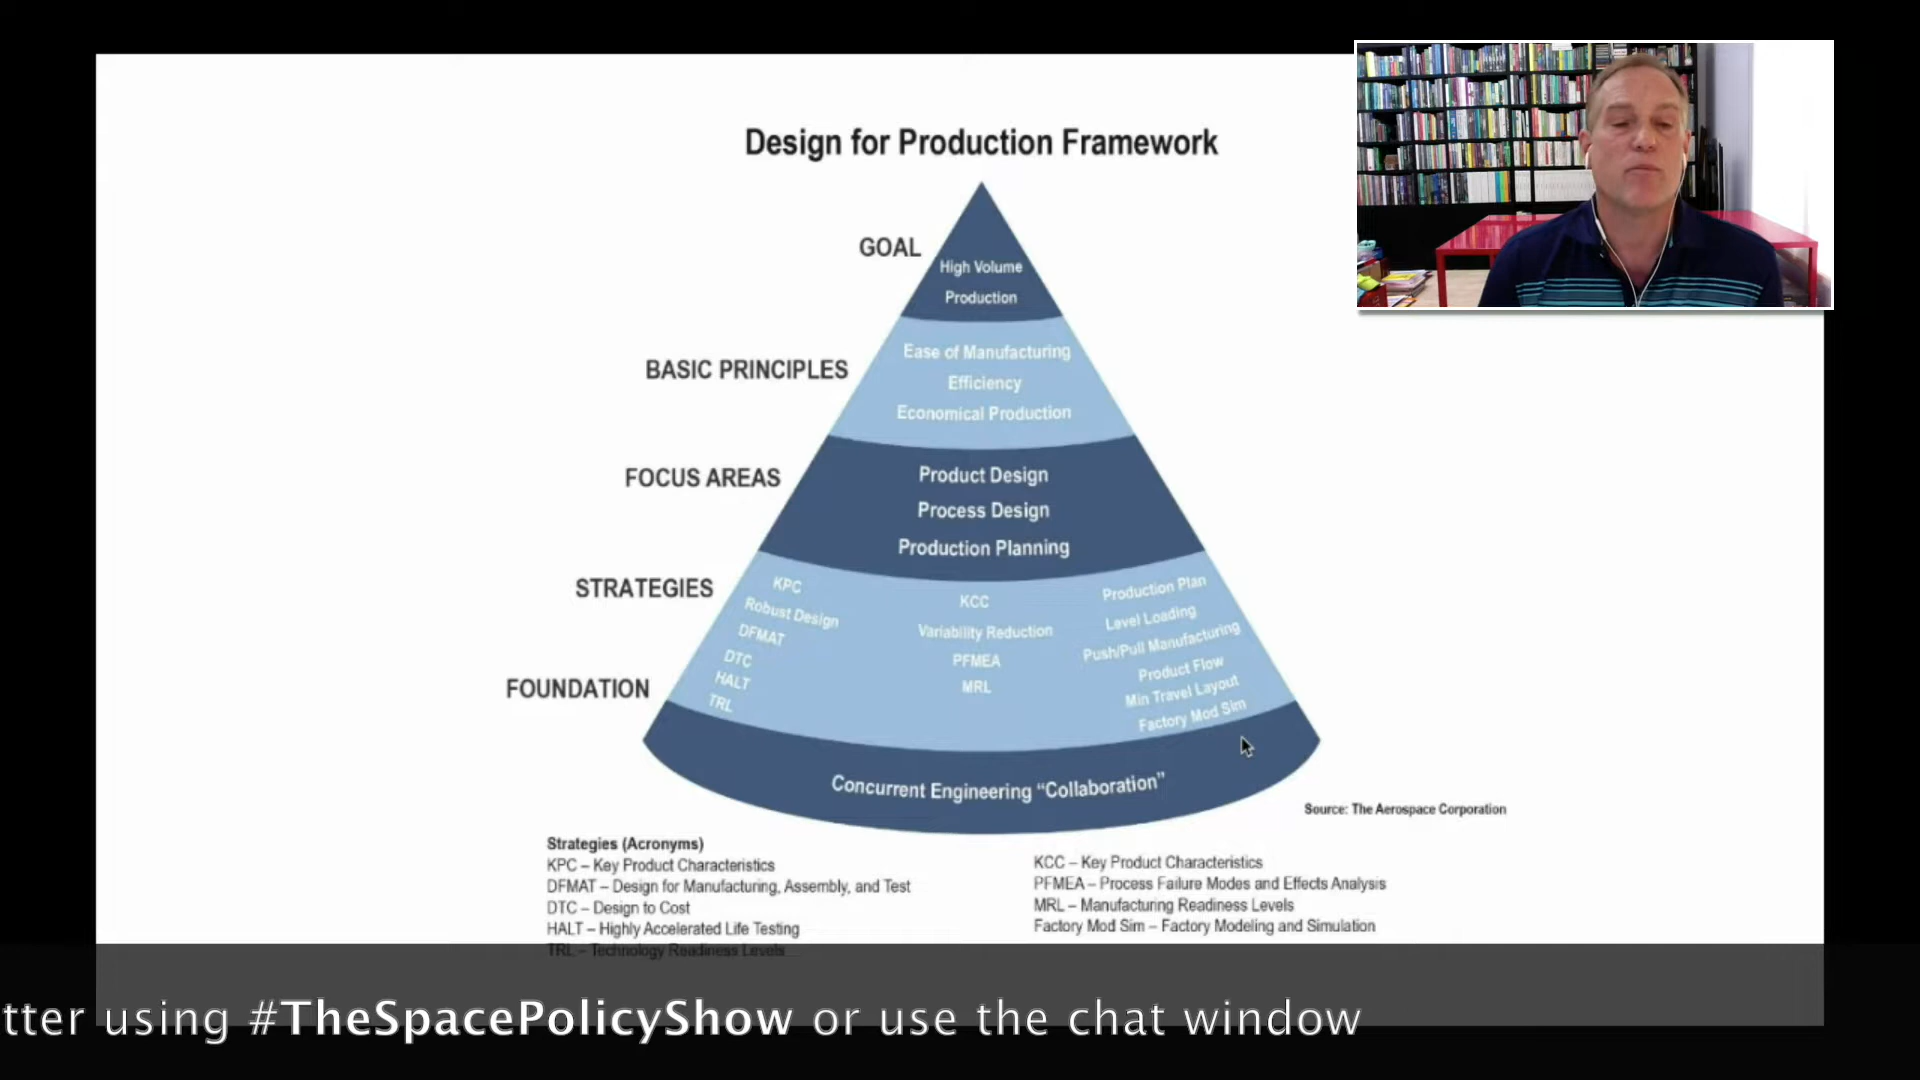 Design for Production Framework
GOAL
High Volume
Production
BASIC PRINCIPLES
Ease of Manufacturing
Efficiency
Economical Production
FOCUS AREAS
Product Design
Process Design
Production Planning
STRATEGIES
KPC
Robust Design
DFMAT
DTC
HALT
TRL
KCC
Variability Reduction
PFMEA
MRL
Production Plan
Level Loading
Push/Pull Manufacturing
Product Flow
Min Travel Layout
Factory Mod Sim
FOUNDATION
Concurrent Engineering “Collaboration”
Source: The Aerospace Corporation
Strategies (Acronyms)
KPC – Key Product Characteristics
DFMAT – Design for Manufacturing, Assembly, and Test
DTC – Design to Cost
HALT – Highly Accelerated Life Testing
TRL – Technology Readiness Levels
KCC – Key Product Characteristics
PFMEA – Process Failure Modes and Effects Analysis
MRL – Manufacturing Readiness Levels
Factory Mod Sim – Factory Modeling and Simulation
tter using #TheSpacePolicyShow or use the chat window